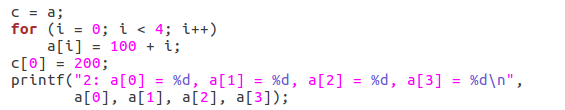 c = a;
for (i = 0; i < 4; i++)
    a[i] = 100 + i;
c[0] = 200;
printf("2: a[0] = %d, a[1] = %d, a[2] = %d, a[3] = %d\n",
       a[0], a[1], a[2], a[3]);